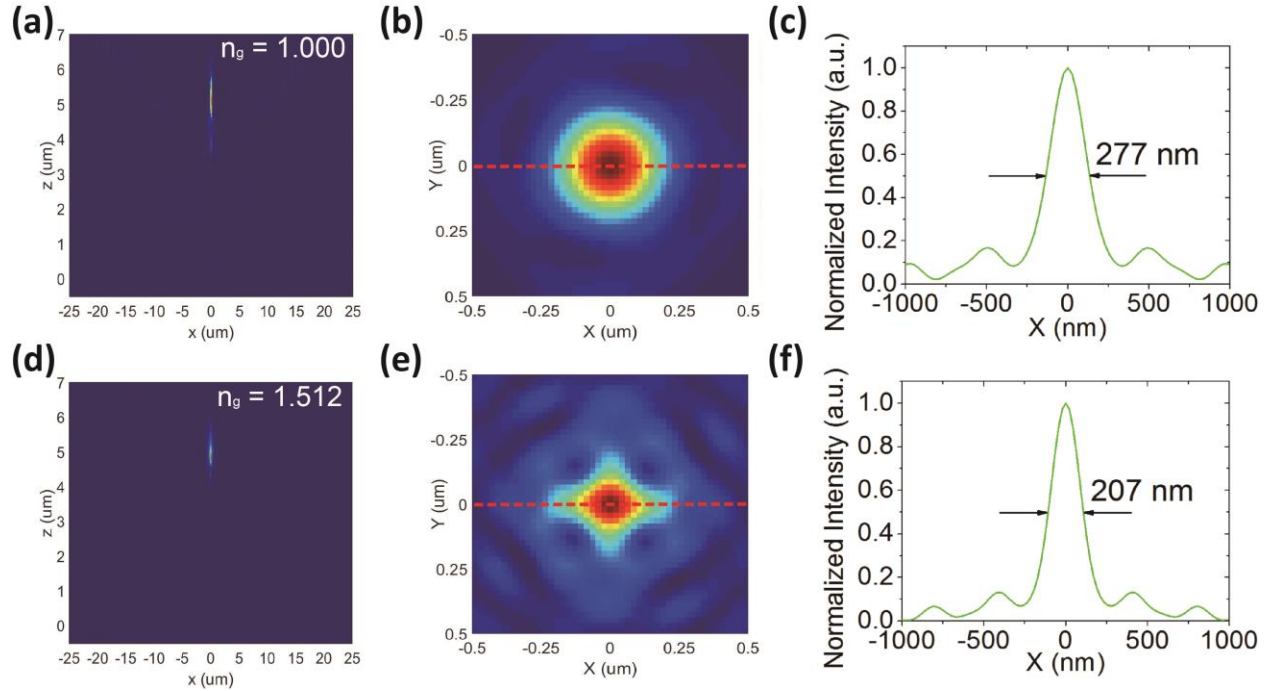 (a)
n_g = 1.000
7
6
5
4
3
2
1
0
z (um)
-25 -20 -15 -10 -5 0 5 10 15 20 25
x (um)
(b)
-0.5
-0.25
0
0.25
0.5
Y (um)
-0.5 -0.25 0 0.25 0.5
X (um)
(c)
1.0
0.8
0.6
0.4
0.2
0.0
Normalized Intensity (a.u.)
277 nm
-1000 -500 0 500 1000
X (nm)
(d)
n_g = 1.512
7
6
5
4
3
2
1
0
z (um)
-25 -20 -15 -10 -5 0 5 10 15 20 25
x (um)
(e)
-0.5
-0.25
0
0.25
0.5
Y (um)
-0.5 -0.25 0 0.25 0.5
X (um)
(f)
1.0
0.8
0.6
0.4
0.2
0.0
Normalized Intensity (a.u.)
207 nm
-1000 -500 0 500 1000
X (nm)